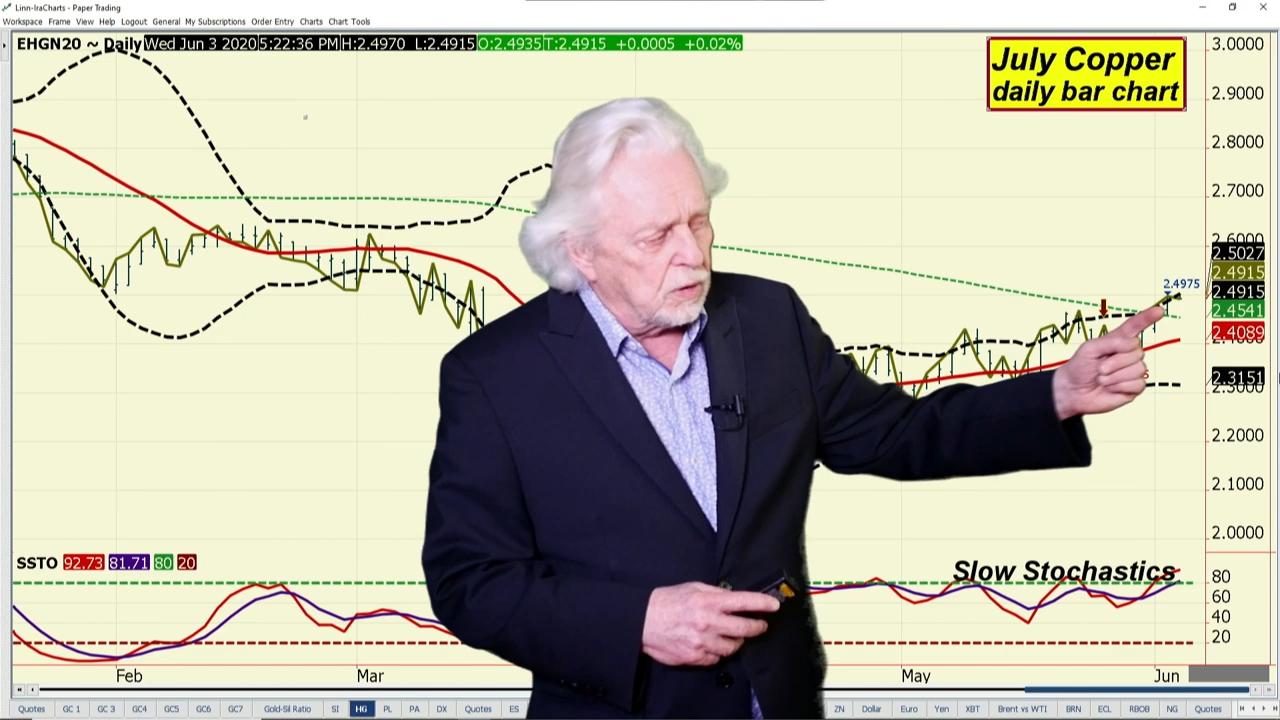 Linn-IraCharts - Paper Trading
Workspace Frame View Help Logout General My Subscriptions Order Entry Charts Chart Tools
EHGN20 ~ Daily Wed Jun 3 2020 5:22:36 PM H:2.4970 L:2.4915 O:2.4935 T:2.4915 +0.0005 +0.02%
July Copper
daily bar chart
3.0000
2.9000
2.8000
2.7000
2.6000
2.5027
2.4915
2.4975
2.4915
2.4541
2.4089
2.3151
2.3000
2.2000
2.1000
2.0000
SSTO 92.73 81.71 80 20
Slow Stochastics
80
60
40
20
Feb Mar May Jun
Quotes GC 1 GC 3 GC4 GC5 GC6 GC7 Gold-Sil Ratio SI HG PL PA DX Quotes ES ZN Dollar Euro Yen XBT Brent vs WTI BRN ECL RBOB NG Quotes